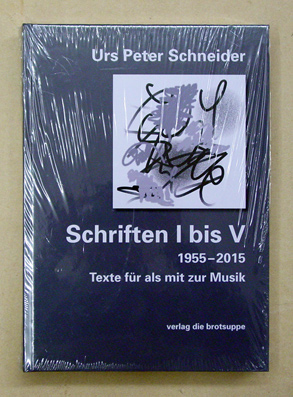 Urs Peter Schneider
Schriften I bis V
1955–2015
Texte für als mit zur Musik
verlag die brotsuppe